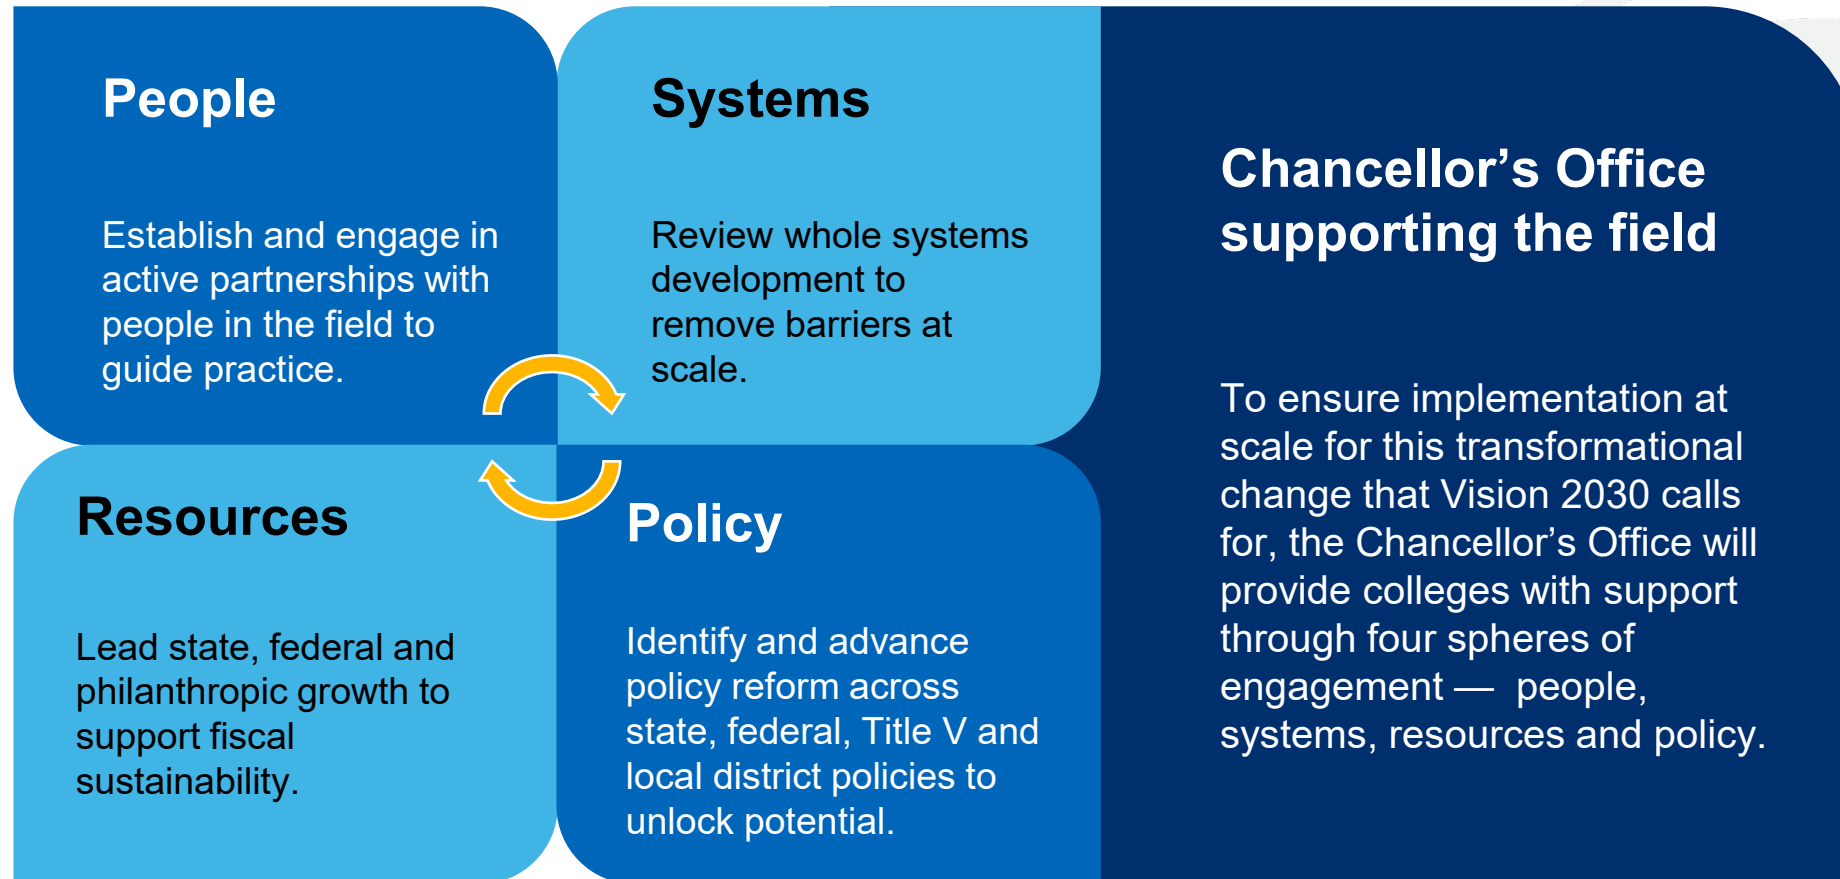 People
Establish and engage in
active partnerships with
people in the field to
guide practice.
Systems
Review whole systems
development to
remove barriers at
scale.
Resources
Lead state, federal and
philanthropic growth to
support fiscal
sustainability.
Policy
Identify and advance
policy reform across
state, federal, Title V and
local district policies to
unlock potential.
Chancellor’s Office
supporting the field
To ensure implementation at
scale for this transformational
change that Vision 2030 calls
for, the Chancellor’s Office will
provide colleges with support
through four spheres of
engagement —  people,
systems, resources and policy.